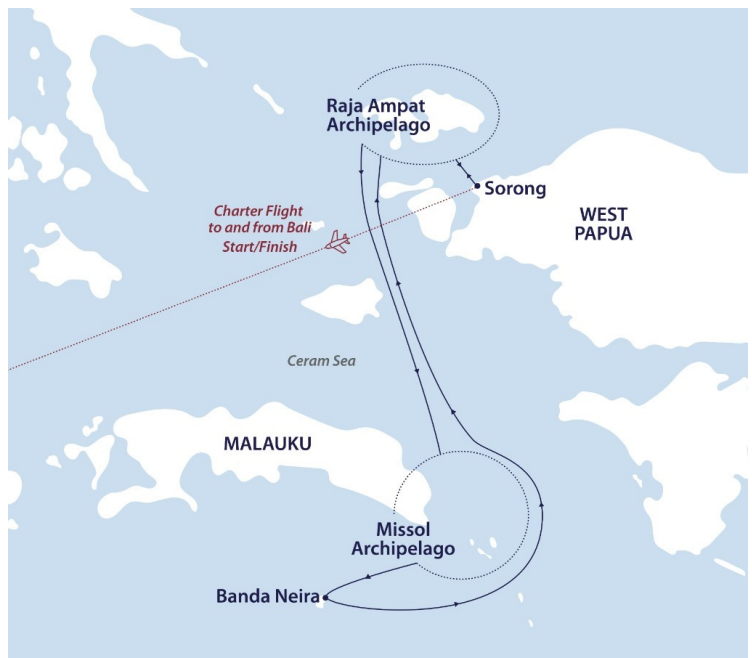 Raja Ampat
Archipelago
Sorong
WEST
PAPUA
Charter Flight
to and from Bali
Start/Finish
Ceram Sea
MALAUKU
Missol
Archipelago
Banda Neira